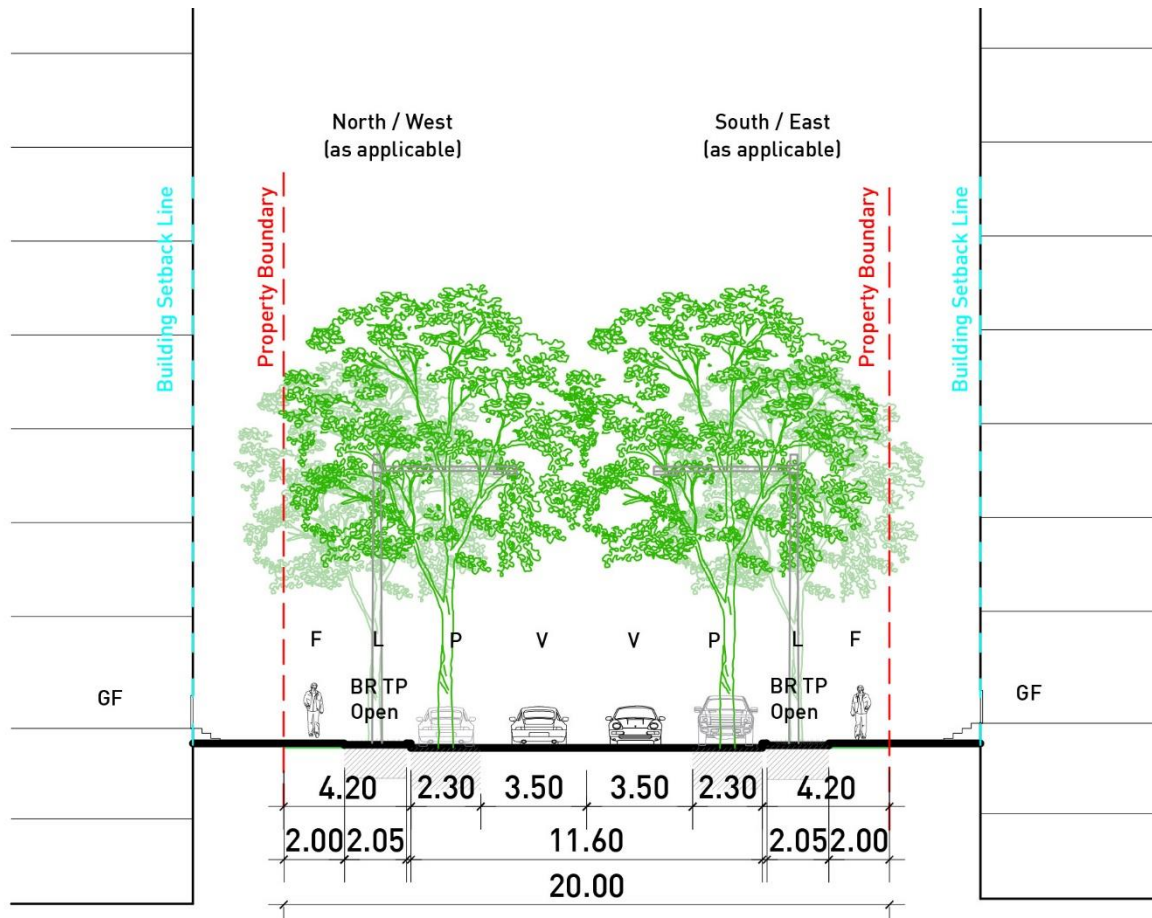 North / West
(as applicable)
South / East
(as applicable)
Building Setback Line
Property Boundary
Property Boundary
Building Setback Line
F
L
P
V
V
P
L
F
GF
BR TP
Open
BR TP
Open
GF
4.20
2.30
3.50
3.50
2.30
4.20
2.00
2.05
11.60
2.05
2.00
20.00